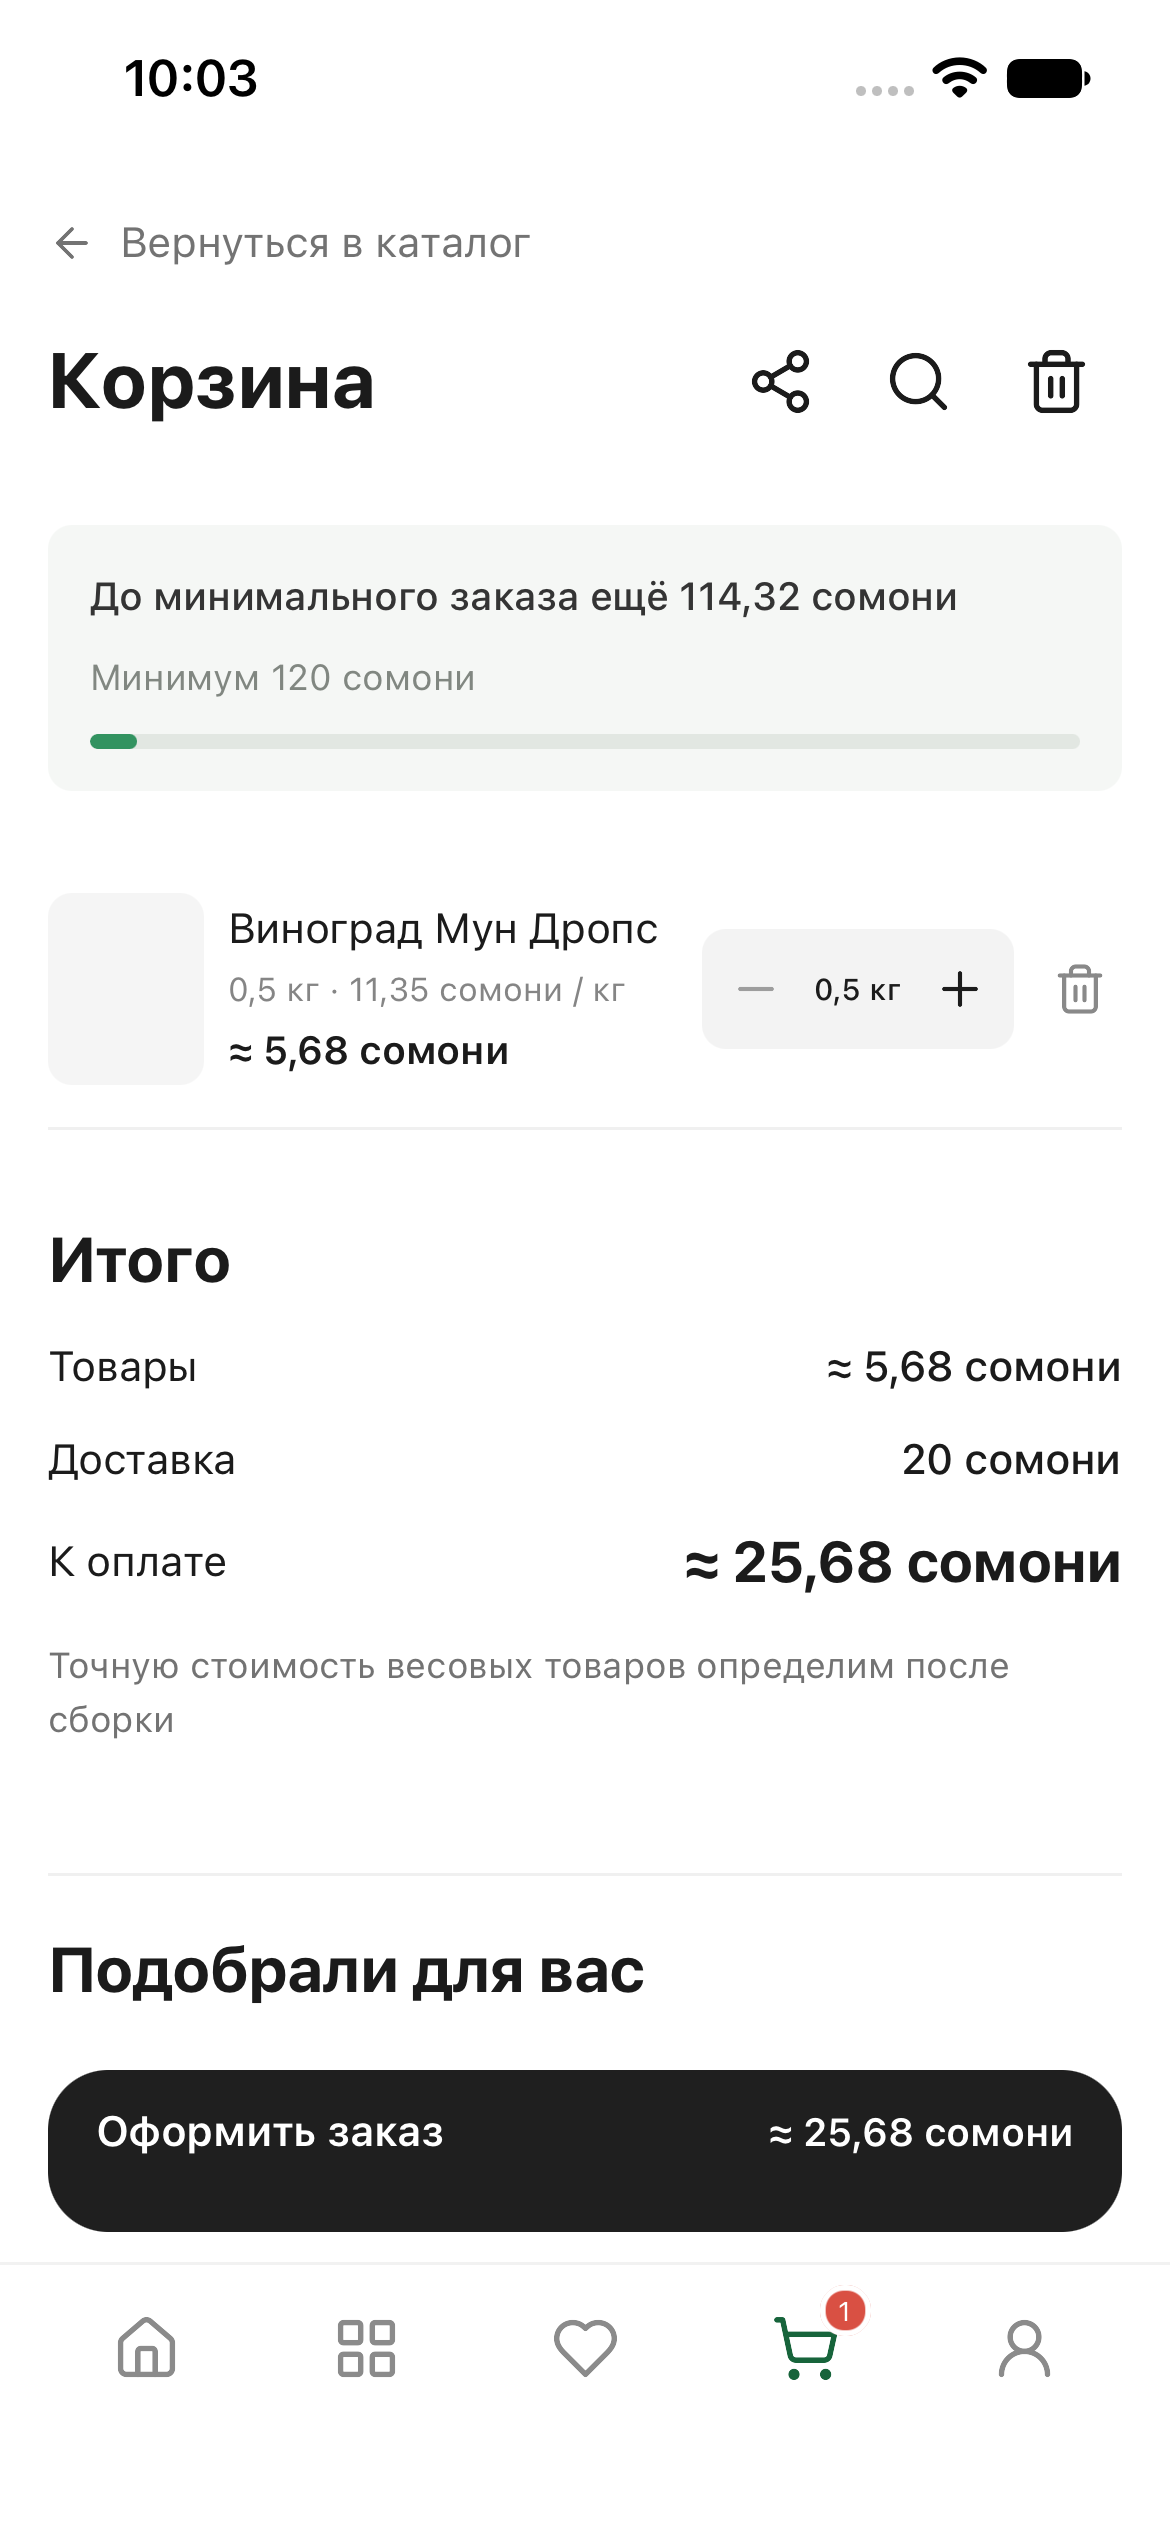 10:03
Вернуться в каталог
Корзина
До минимального заказа ещё 114,32 сомони
Минимум 120 сомони
Виноград Мун Дропс
0,5 кг · 11,35 сомони / кг
≈ 5,68 сомони
0,5 кг
Итого
Товары ≈ 5,68 сомони
Доставка 20 сомони
К оплате ≈ 25,68 сомони
Точную стоимость весовых товаров определим после
сборки
Подобрали для вас
Оформить заказ ≈ 25,68 сомони
1